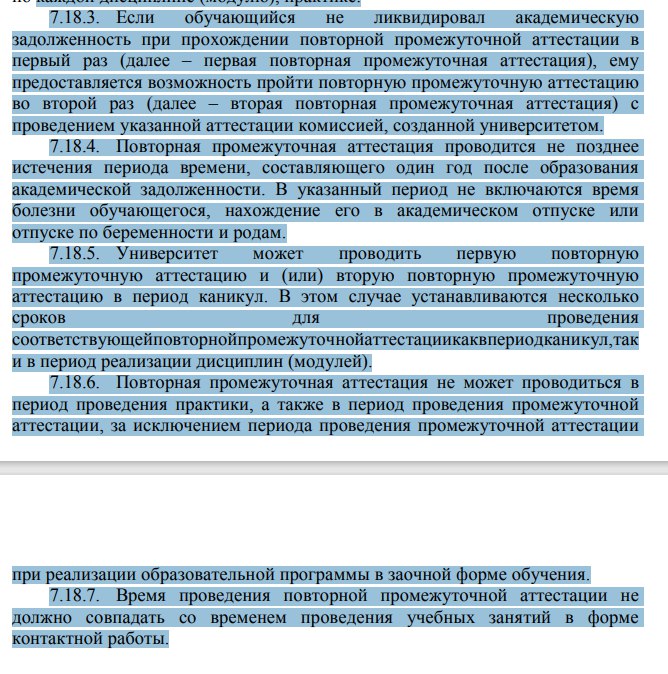 по каждой дисциплине (модулю), практике.
7.18.3. Если обучающийся не ликвидировал академическую
задолженность при прохождении повторной промежуточной аттестации в
первый раз (далее – первая повторная промежуточная аттестация), ему
предоставляется возможность пройти повторную промежуточную аттестацию
во второй раз (далее – вторая повторная промежуточная аттестация) с
проведением указанной аттестации комиссией, созданной университетом.
7.18.4. Повторная промежуточная аттестация проводится не позднее
истечения периода времени, составляющего один год после образования
академической задолженности. В указанный период не включаются время
болезни обучающегося, нахождение его в академическом отпуске или
отпуске по беременности и родам.
7.18.5. Университет может проводить первую повторную
промежуточную аттестацию и (или) вторую повторную промежуточную
аттестацию в период каникул. В этом случае устанавливаются несколько
сроков для проведения
соответствующейповторнойпромежуточнойаттестациикаквпериодканикул,так
и в период реализации дисциплин (модулей).
7.18.6. Повторная промежуточная аттестация не может проводиться в
период проведения практики, а также в период проведения промежуточной
аттестации, за исключением периода проведения промежуточной аттестации
при реализации образовательной программы в заочной форме обучения.
7.18.7. Время проведения повторной промежуточной аттестации не
должно совпадать со временем проведения учебных занятий в форме
контактной работы.